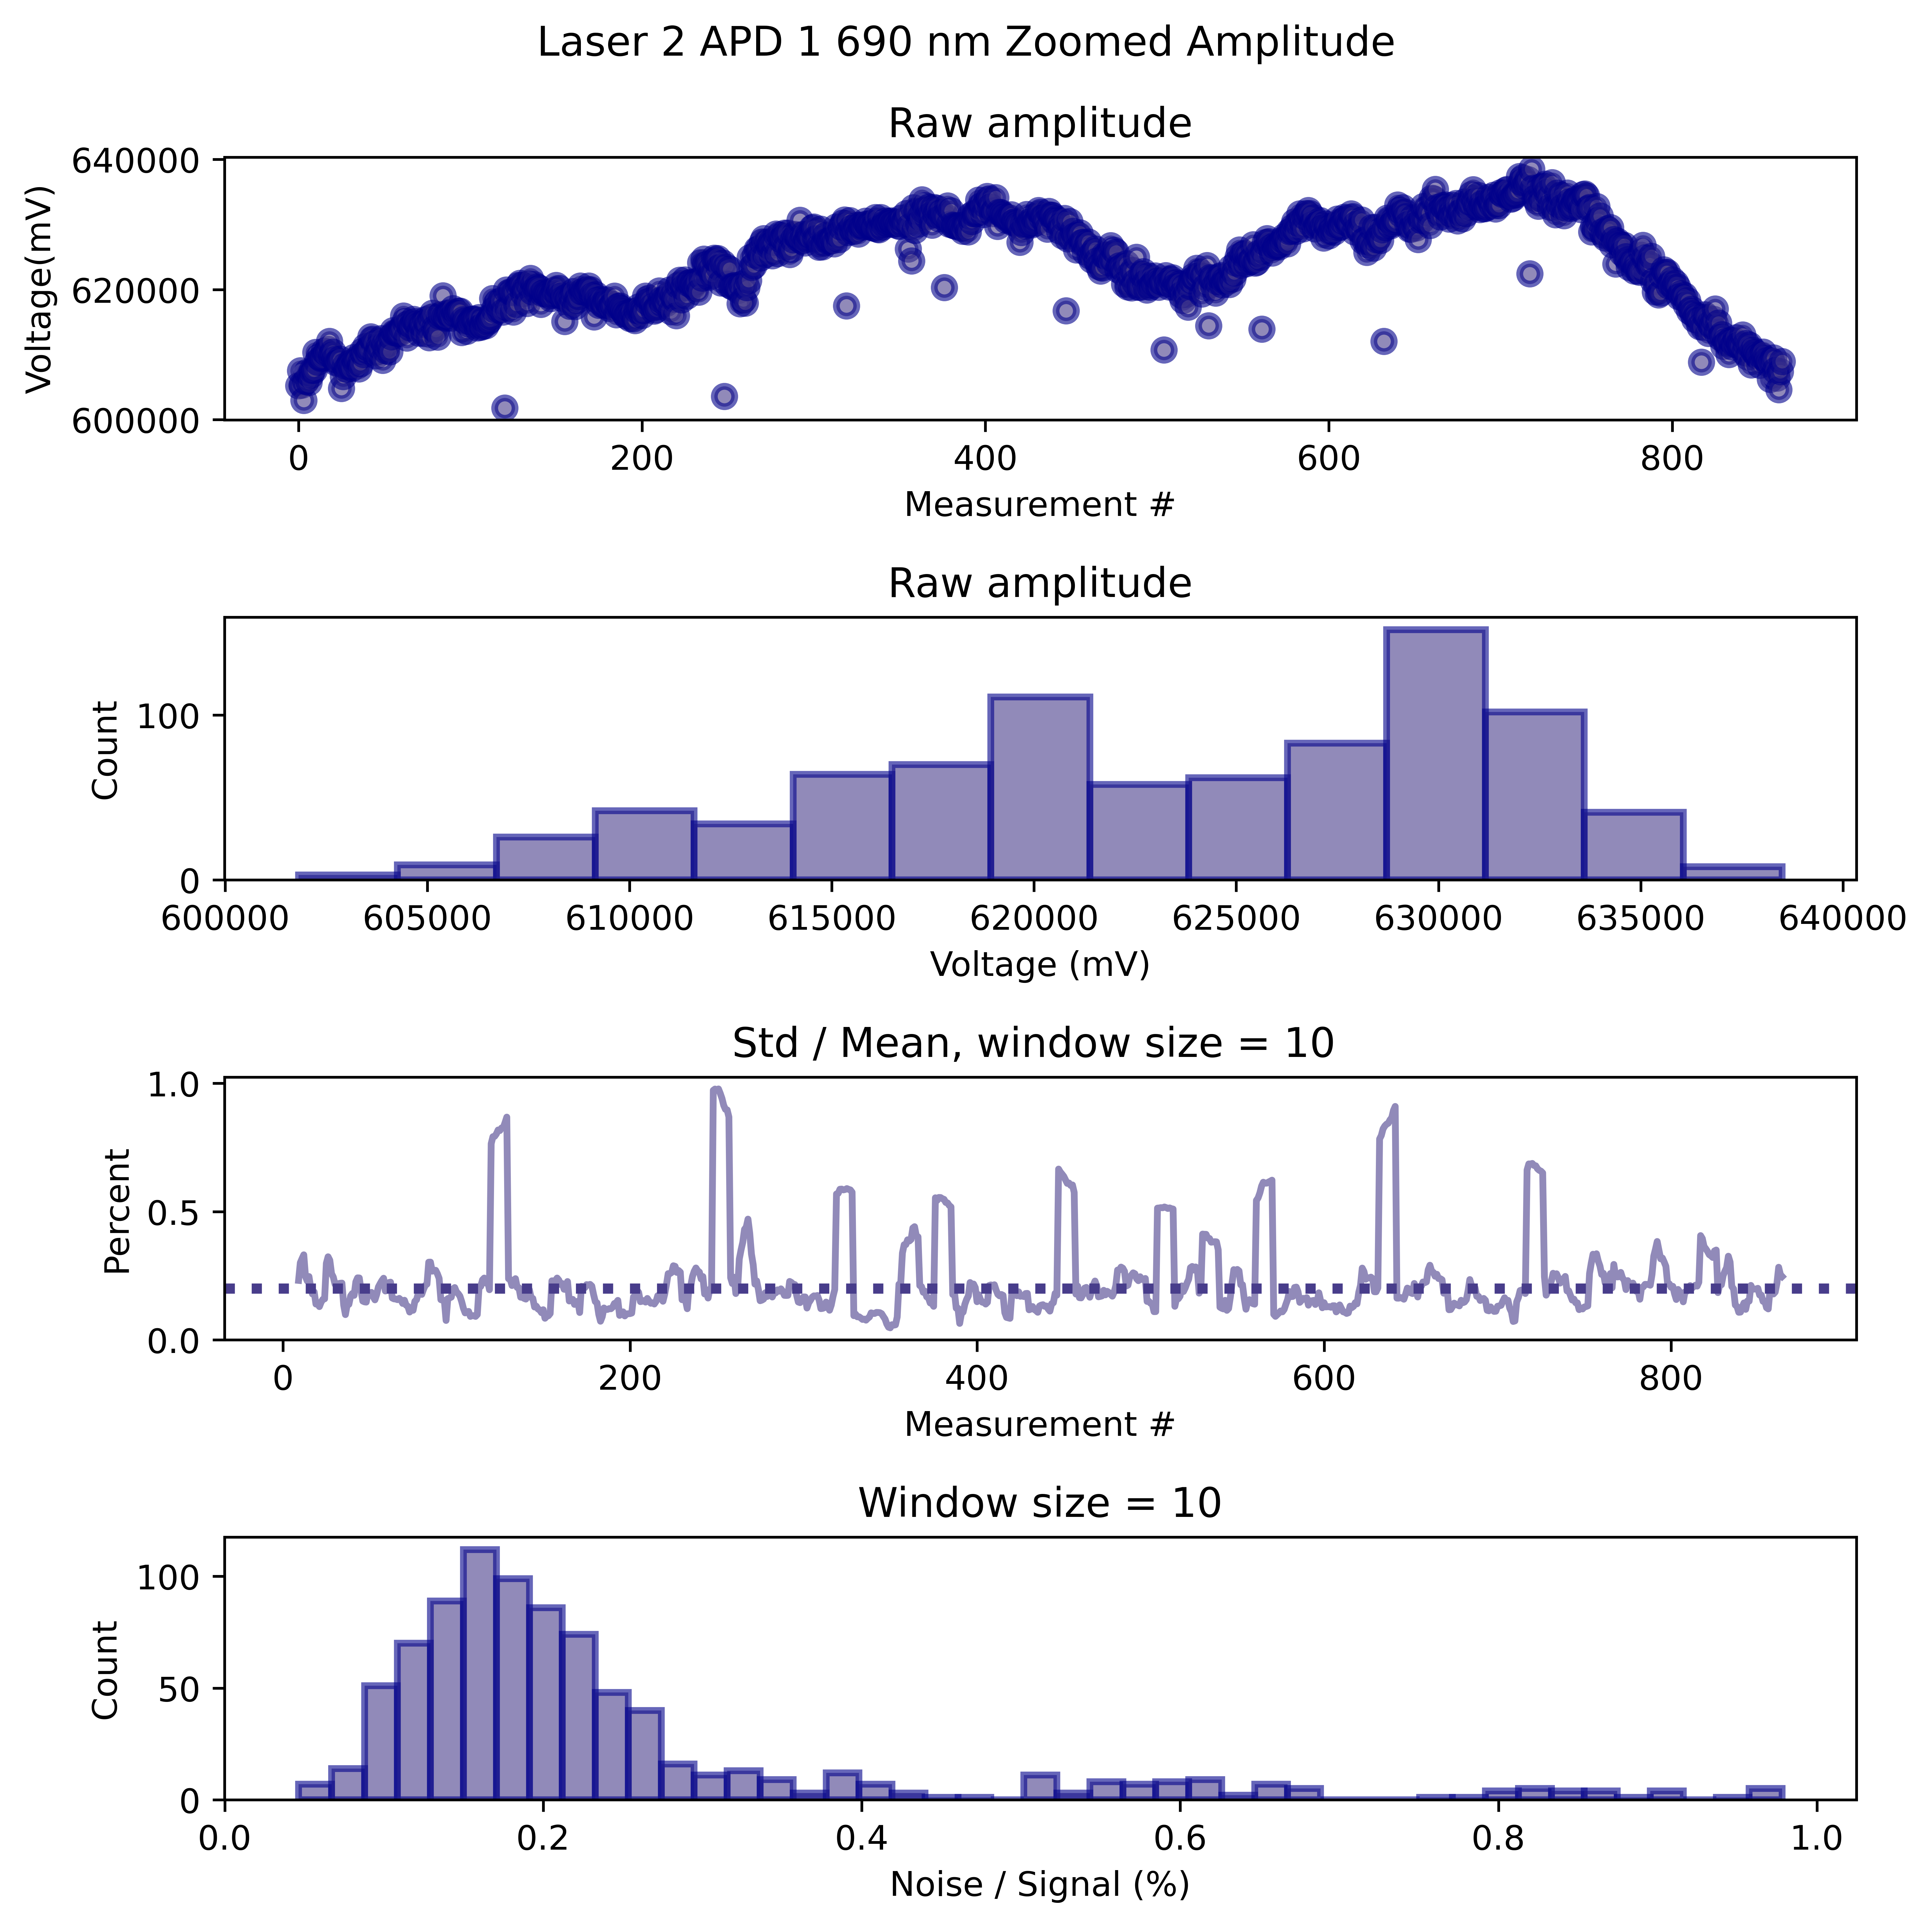 Laser 2 APD 1 690 nm Zoomed Amplitude
Raw amplitude
640000
620000
600000
Voltage(mV)
0 200 400 600 800
Measurement #
Raw amplitude
100
0
Count
600000 605000 610000 615000 620000 625000 630000 635000 640000
Voltage (mV)
Std / Mean, window size = 10
1.0
0.5
0.0
Percent
0 200 400 600 800
Measurement #
Window size = 10
100
50
0
Count
0.0 0.2 0.4 0.6 0.8 1.0
Noise / Signal (%)